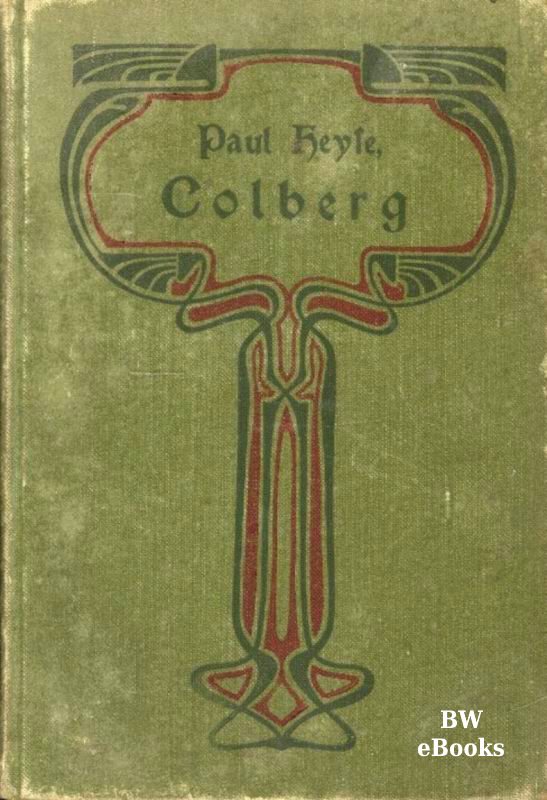 Paul Heyſe,
Colberg
BW
eBooks